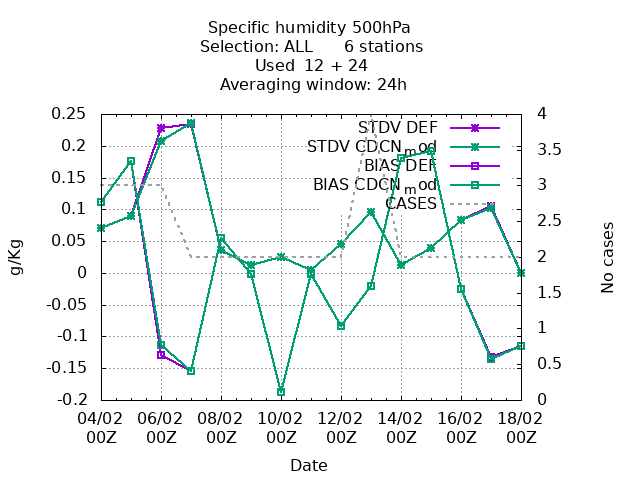 Specific humidity 500hPa
Selection: ALL 6 stations
Used 12 + 24
Averaging window: 24h
STDV DEF
STDV CDCN_mod
BIAS DEF
BIAS CDCN_mod
CASES
g/Kg
0.25
0.2
0.15
0.1
0.05
0
-0.05
-0.1
-0.15
-0.2
4
3.5
3
2.5
2
1.5
1
0.5
0
No cases
04/02 06/02 08/02 10/02 12/02 14/02 16/02 18/02
00Z 00Z 00Z 00Z 00Z 00Z 00Z 00Z
Date